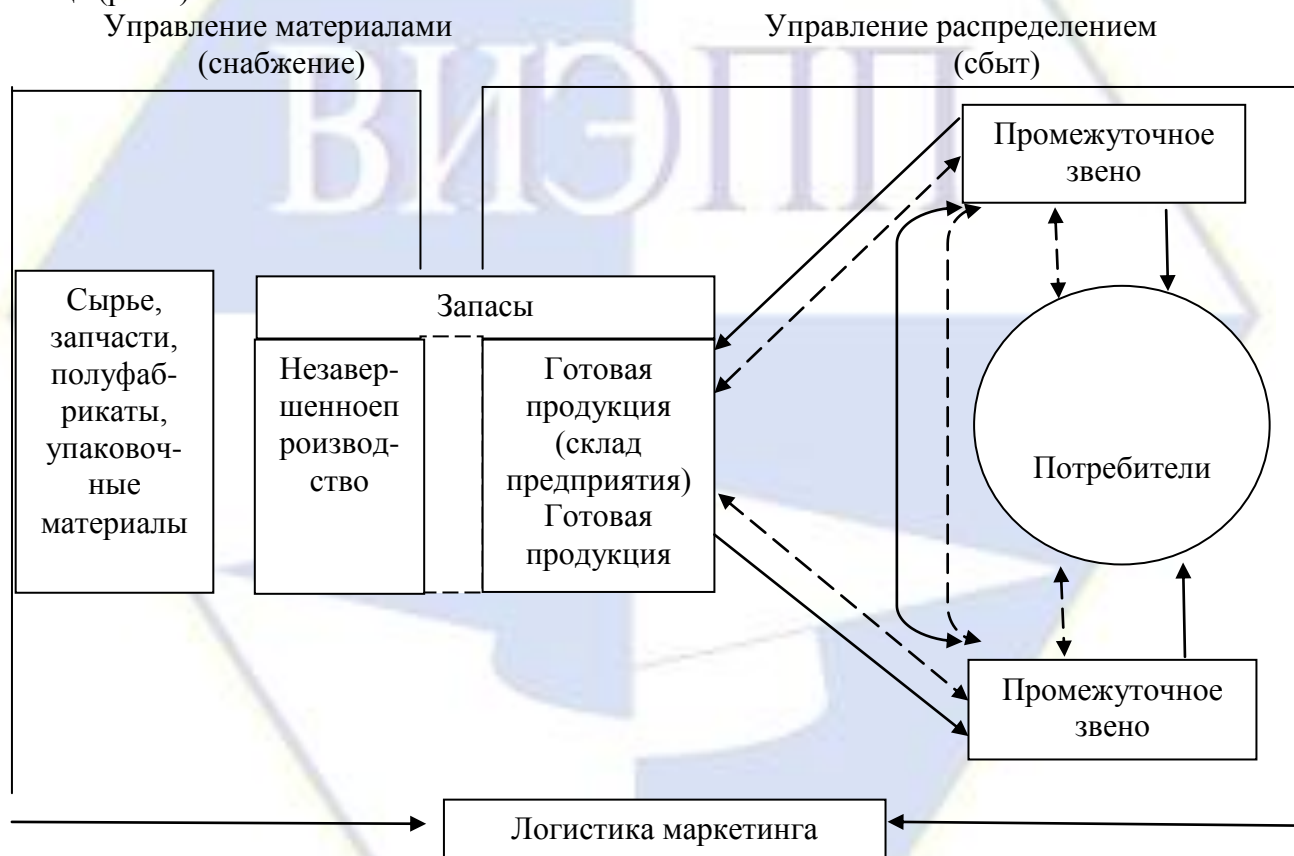 Управление материалами
(снабжение)
Управление распределением
(сбыт)
ВИЭПП
Промежуточное
звено
Сырье,
запчасти,
полуфаб-
рикаты,
упаковоч-
ные
материалы
Запасы
Незавер-
шенноеп
роизвод-
ство
Готовая
продукция
(склад
предприятия)
Готовая
продукция
Потребители
Промежуточное
звено
Логистика маркетинга